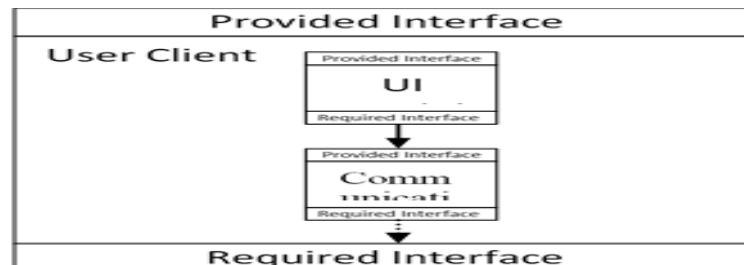 Provided Interface
User Client
Provided Interface
UI
Required Interface
Provided Interface
Comm
unicati
Required Interface
Required Interface